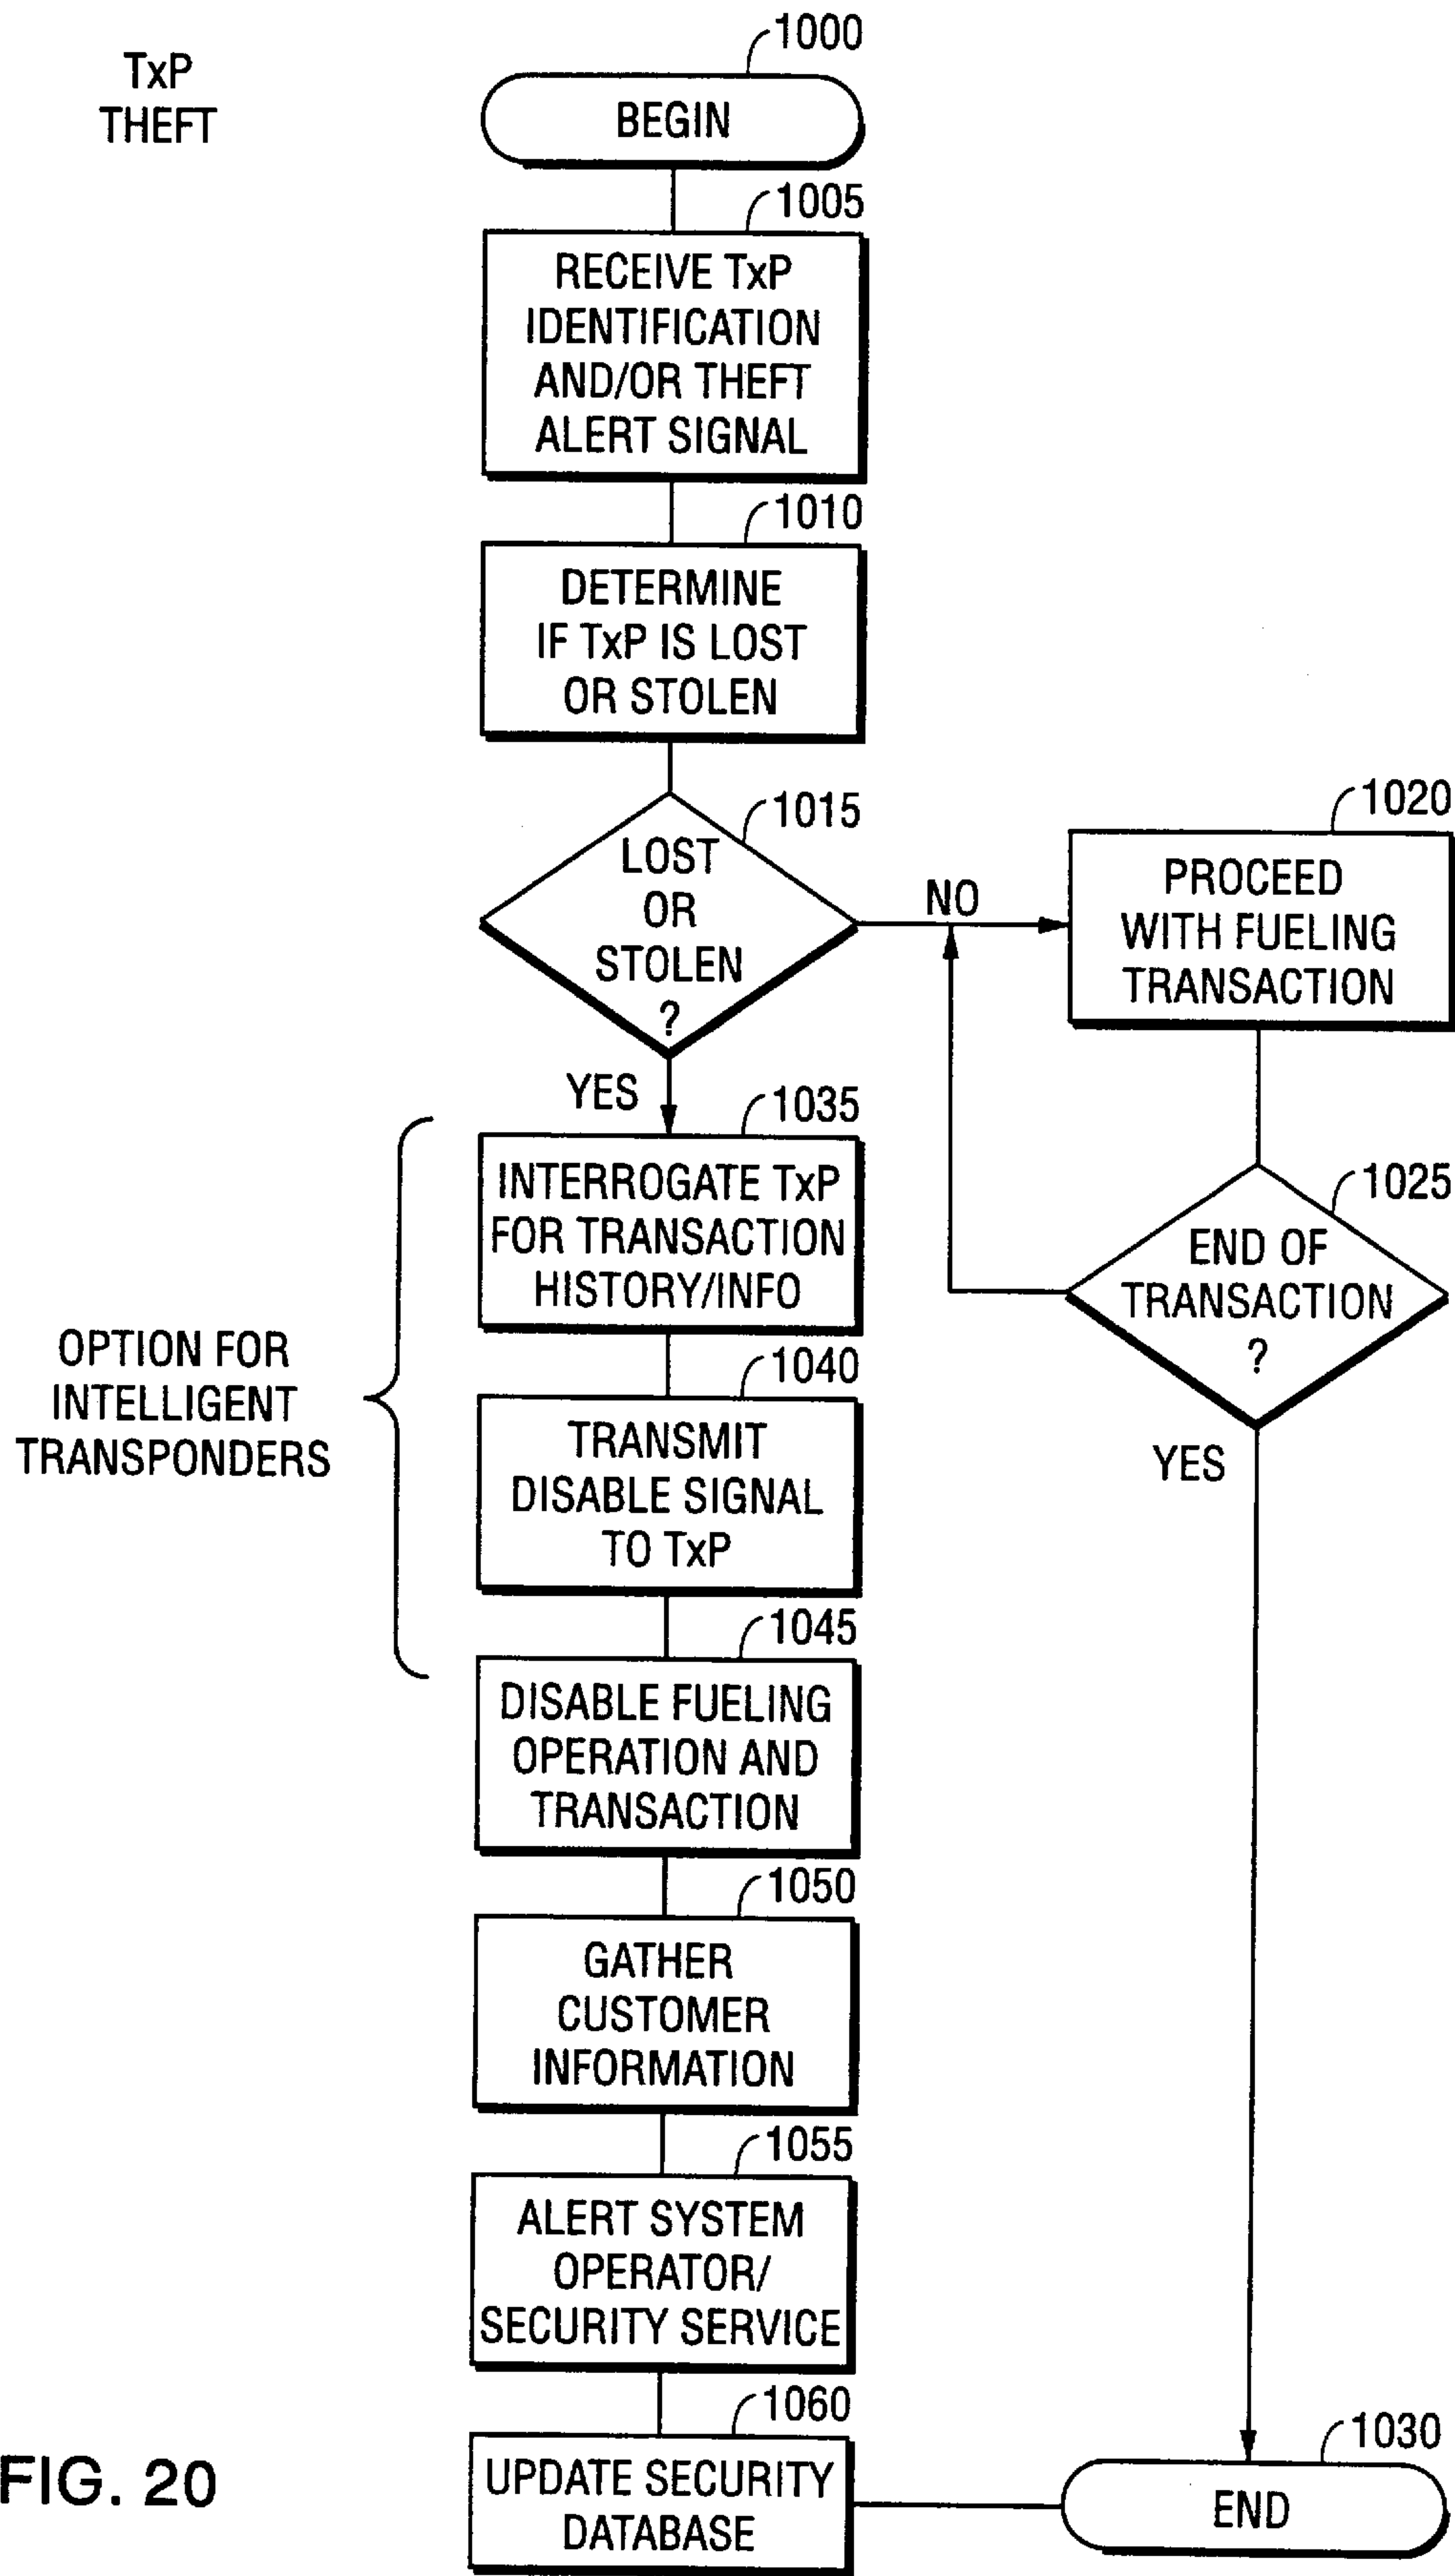 TxP
THEFT
1000
BEGIN
1005
RECEIVE TxP
IDENTIFICATION
AND/OR THEFT
ALERT SIGNAL
1010
DETERMINE
IF TxP IS LOST
OR STOLEN
1015
LOST
OR
STOLEN
?
NO
1020
PROCEED
WITH FUELING
TRANSACTION
1025
END OF
TRANSACTION
?
YES
YES
1035
INTERROGATE TxP
FOR TRANSACTION
HISTORY/INFO
OPTION FOR
INTELLIGENT
TRANSPONDERS
1040
TRANSMIT
DISABLE SIGNAL
TO TxP
1045
DISABLE FUELING
OPERATION AND
TRANSACTION
1050
GATHER
CUSTOMER
INFORMATION
1055
ALERT SYSTEM
OPERATOR/
SECURITY SERVICE
1060
UPDATE SECURITY
DATABASE
1030
END
FIG. 20